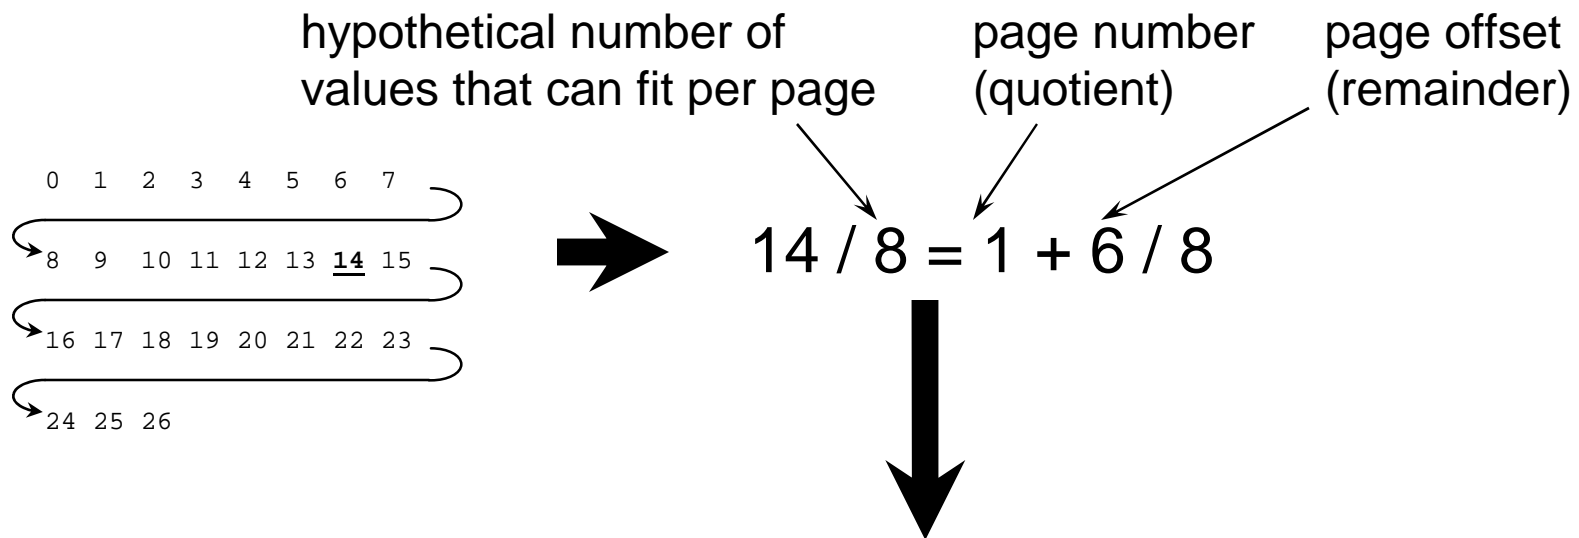 hypothetical number of
values that can fit per page
page number
(quotient)
page offset
(remainder)
0 1 2 3 4 5 6 7
8 9 10 11 12 13 14 15
16 17 18 19 20 21 22 23
24 25 26
14 / 8 = 1 + 6 / 8